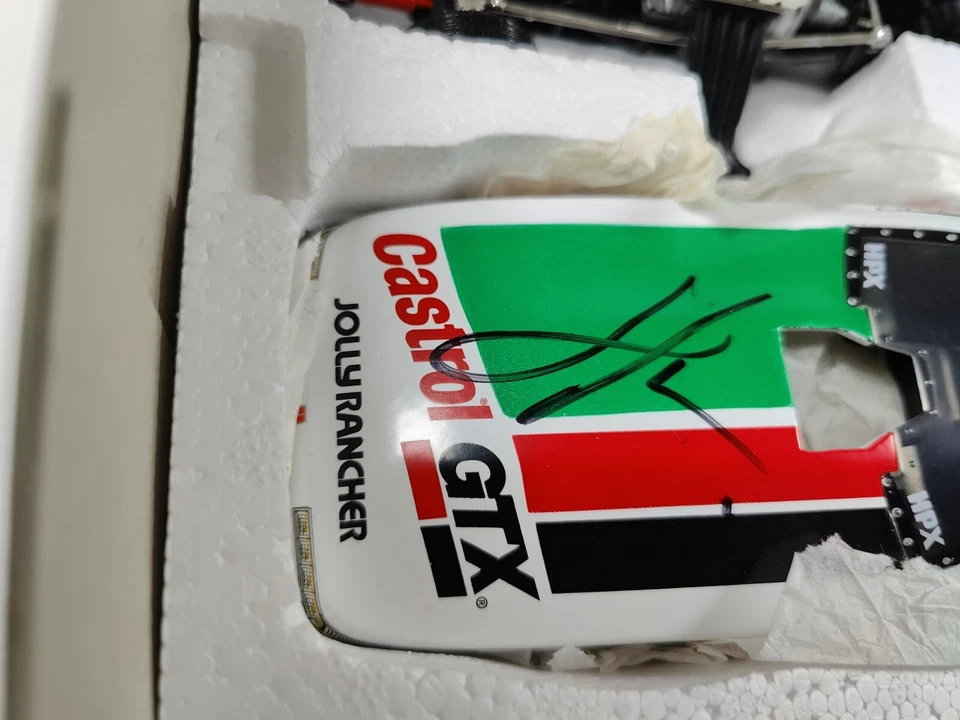 Castrol®
GTX®
JOLLY RANCHER
HPX
HPX